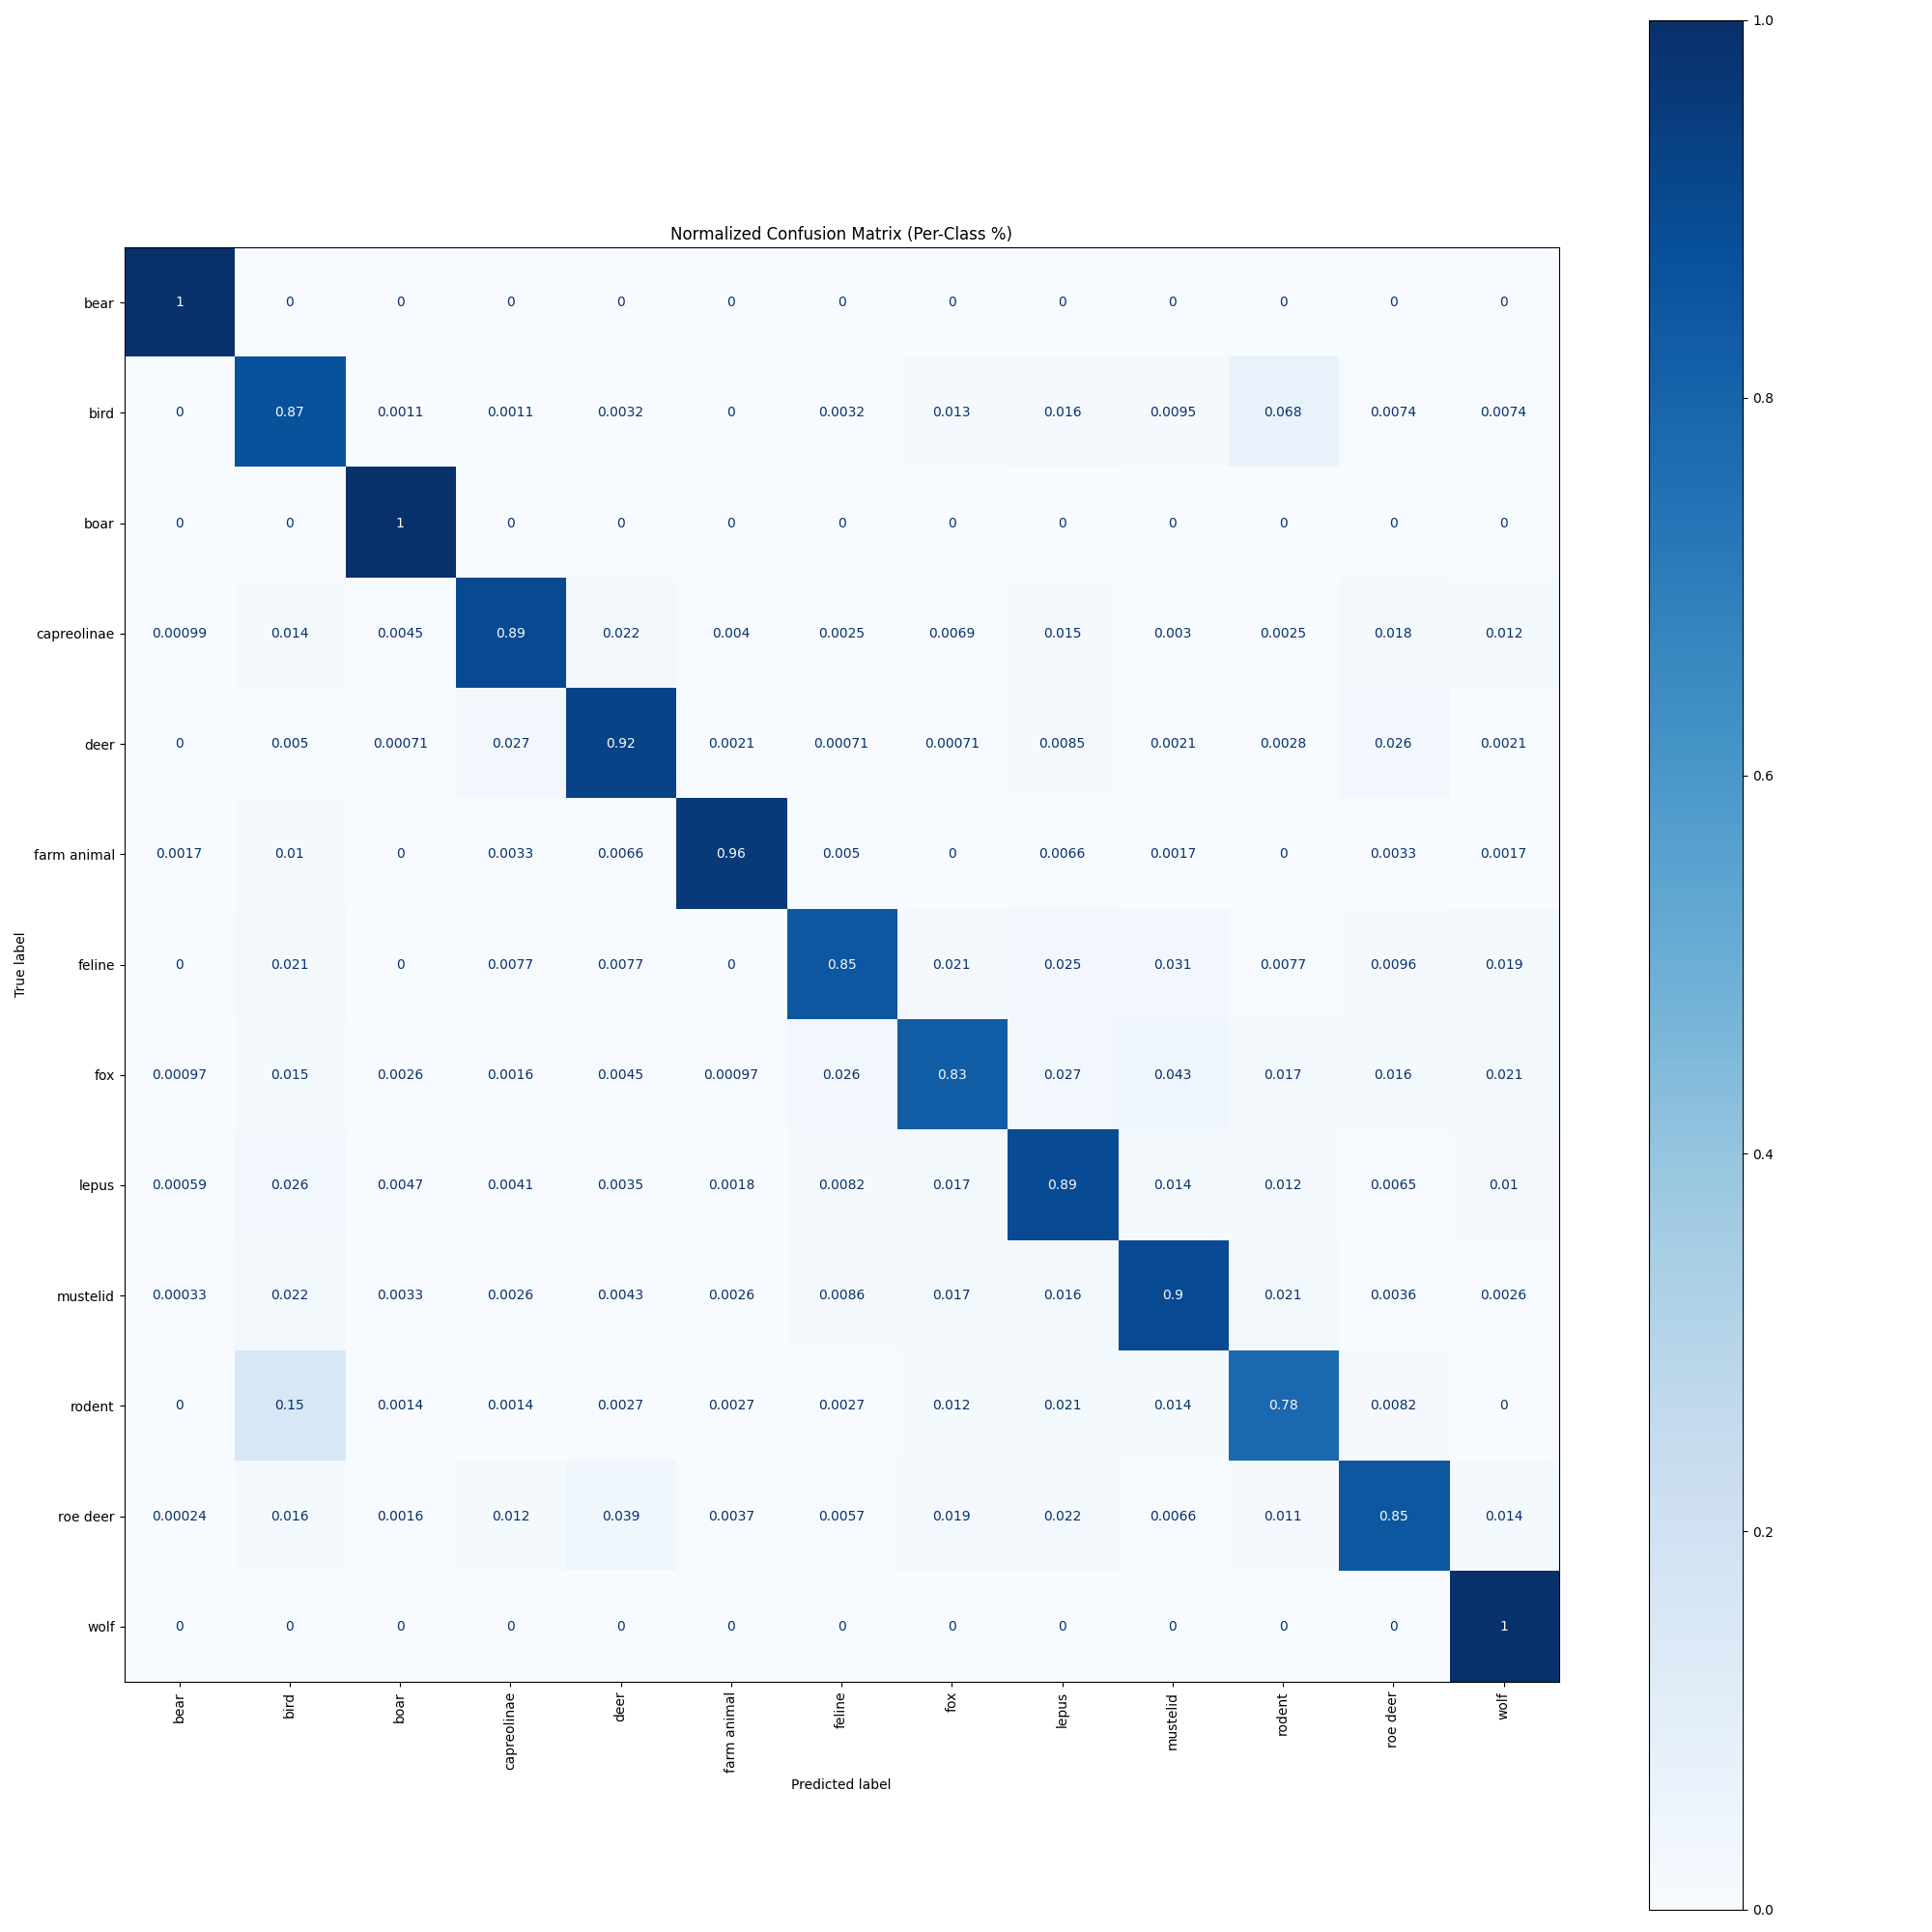 Normalized Confusion Matrix (Per-Class %)
True label
bear 1 0 0 0 0 0 0 0 0 0 0 0 0
bird 0 0.87 0.0011 0.0011 0.0032 0 0.0032 0.013 0.016 0.0095 0.068 0.0074 0.0074
boar 0 0 1 0 0 0 0 0 0 0 0 0 0
capreolinae 0.00099 0.014 0.0045 0.89 0.022 0.004 0.0025 0.0069 0.015 0.003 0.0025 0.018 0.012
deer 0 0.005 0.00071 0.027 0.92 0.0021 0.00071 0.00071 0.0085 0.0021 0.0028 0.026 0.0021
farm animal 0.0017 0.01 0 0.0033 0.0066 0.96 0.005 0 0.0066 0.0017 0 0.0033 0.0017
feline 0 0.021 0 0.0077 0.0077 0 0.85 0.021 0.025 0.031 0.0077 0.0096 0.019
fox 0.00097 0.015 0.0026 0.0016 0.0045 0.00097 0.026 0.83 0.027 0.043 0.017 0.016 0.021
lepus 0.00059 0.026 0.0047 0.0041 0.0035 0.0018 0.0082 0.017 0.89 0.014 0.012 0.0065 0.01
mustelid 0.00033 0.022 0.0033 0.0026 0.0043 0.0026 0.0086 0.017 0.016 0.9 0.021 0.0036 0.0026
rodent 0 0.15 0.0014 0.0014 0.0027 0.0027 0.0027 0.012 0.021 0.014 0.78 0.0082 0
roe deer 0.00024 0.016 0.0016 0.012 0.039 0.0037 0.0057 0.019 0.022 0.0066 0.011 0.85 0.014
wolf 0 0 0 0 0 0 0 0 0 0 0 0 1
bear bird boar capreolinae deer farm animal feline fox lepus mustelid rodent roe deer wolf
Predicted label
1.0
0.8
0.6
0.4
0.2
0.0